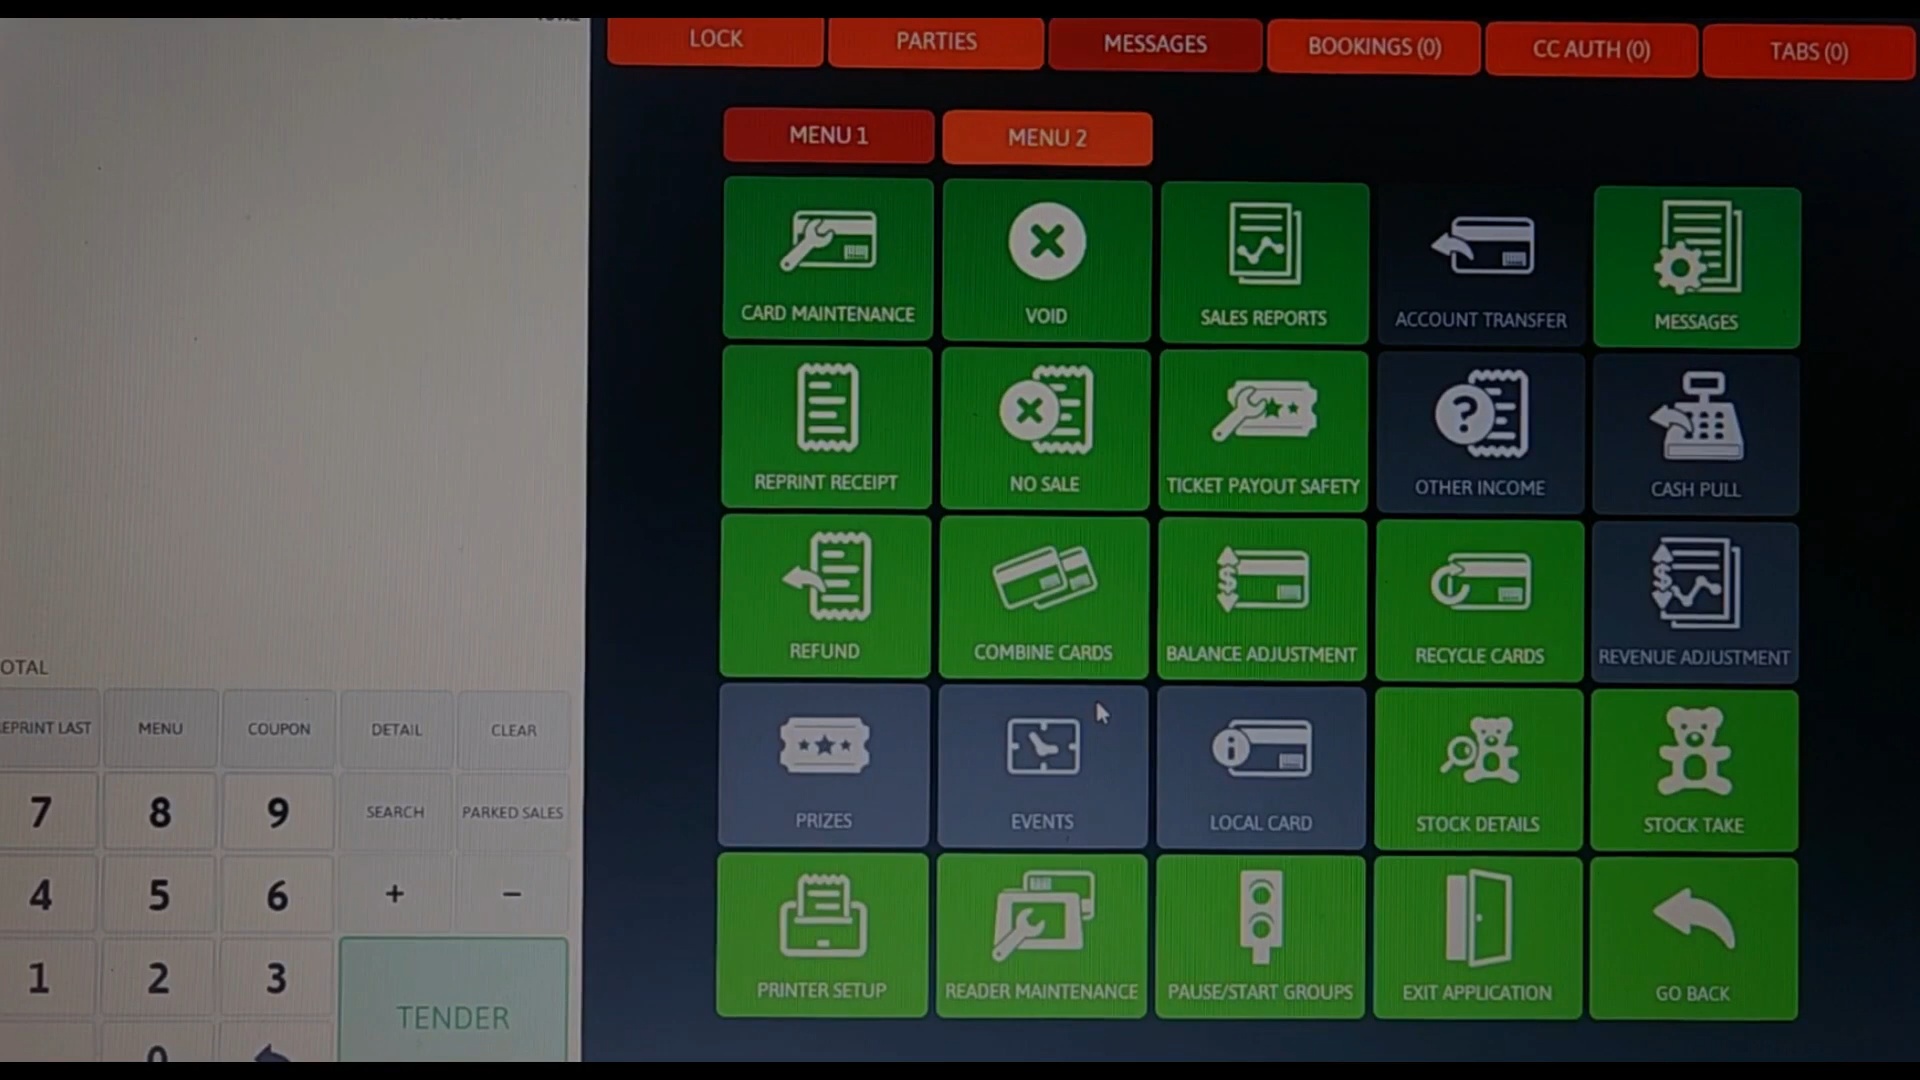 LOCK
PARTIES
MESSAGES
BOOKINGS (0)
CC AUTH (0)
TABS (0)
MENU 1
MENU 2
CARD MAINTENANCE
VOID
SALES REPORTS
ACCOUNT TRANSFER
MESSAGES
REPRINT RECEIPT
NO SALE
TICKET PAYOUT SAFETY
OTHER INCOME
CASH PULL
REFUND
COMBINE CARDS
BALANCE ADJUSTMENT
RECYCLE CARDS
REVENUE ADJUSTMENT
PRIZES
EVENTS
LOCAL CARD
STOCK DETAILS
STOCK TAKE
PRINTER SETUP
READER MAINTENANCE
PAUSE/START GROUPS
EXIT APPLICATION
GO BACK
OTAL
EPRINT LAST
MENU
COUPON
DETAIL
CLEAR
7
8
9
SEARCH
PARKED SALES
4
5
6
+
-
1
2
3
TENDER
0